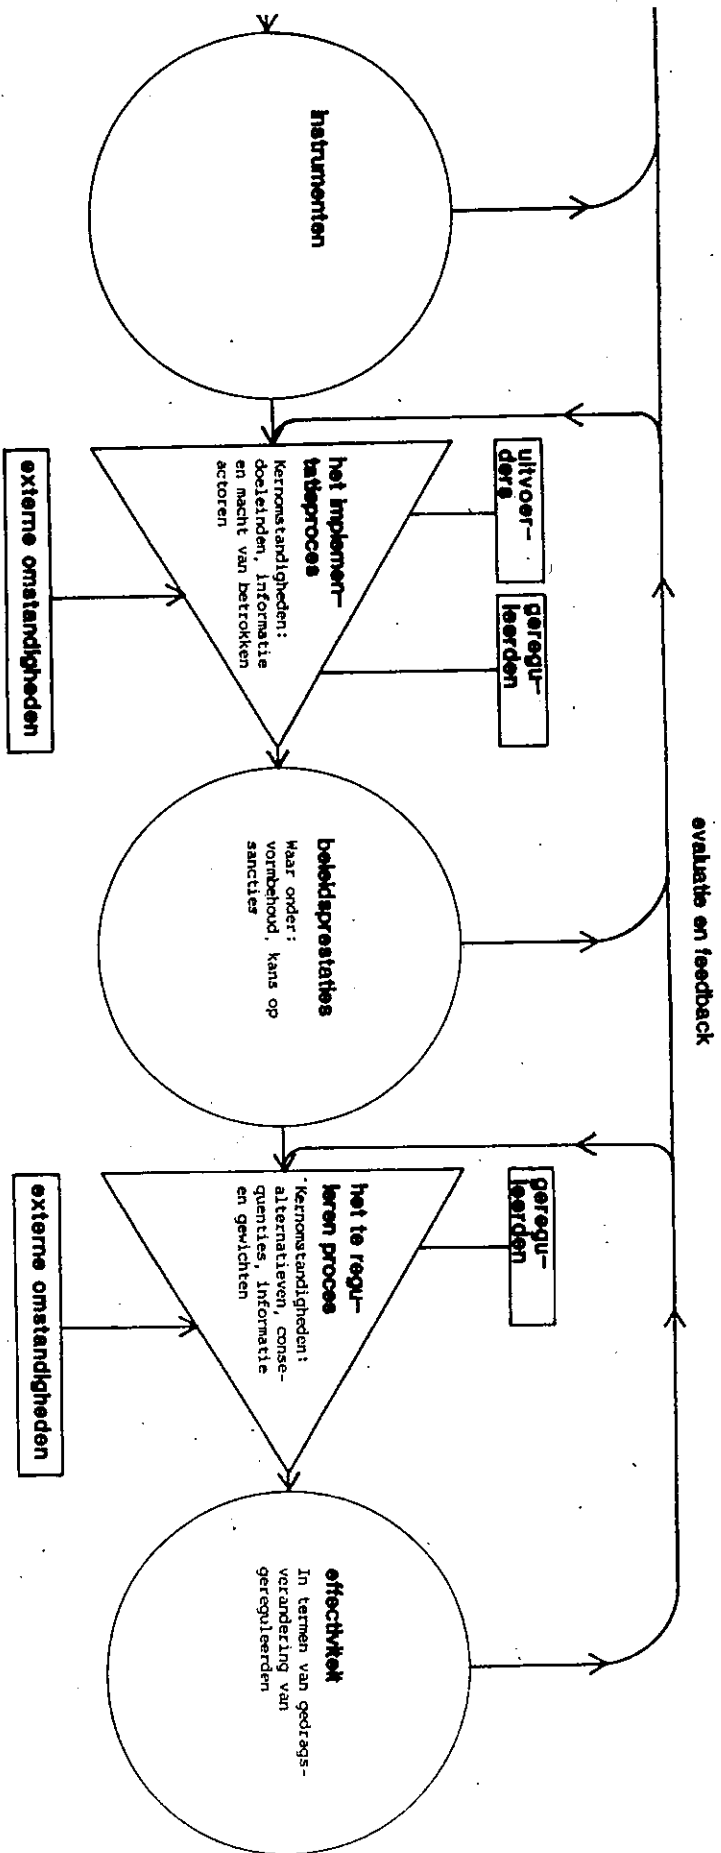 evaluatie en feedback
instrumenten
uitvoer-
ders
geregu-
leerden
het implemen-
tatieproces
Kernomstandigheden:
doeleinden, informatie
en macht van betrokken
actoren
externe omstandigheden
beleidsprestaties
Waar onder:
vormbehoud, kans op
sancties
geregu-
leerden
het te regu-
leren proces
Kernomstandigheden:
alternatieven, conse-
quenties, informatie
en gewichten
externe omstandigheden
effectiviteit
In termen van gedrags-
verandering van
gereguleerden